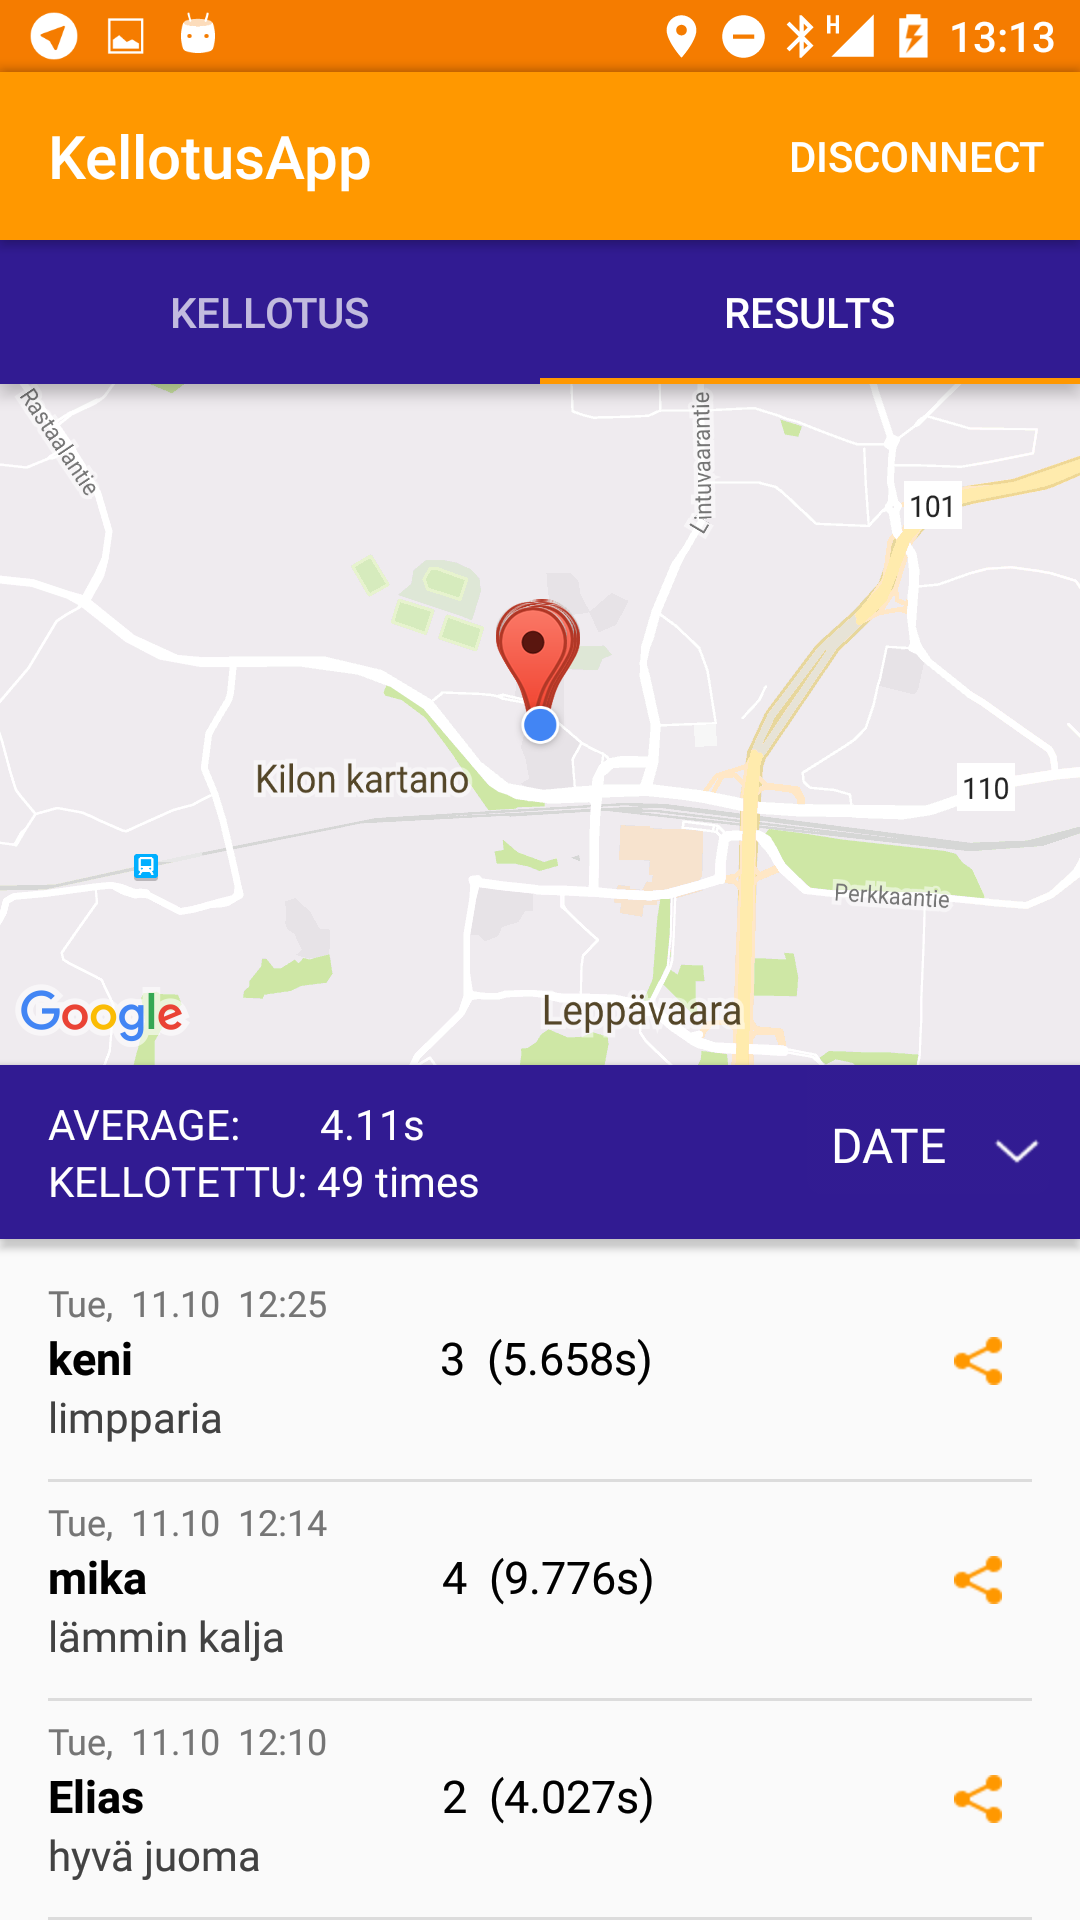 H 13:13
KellotusApp DISCONNECT
KELLOTUS RESULTS
Rastaalantie
Lintuvaarantie
101
Kilon kartano
110
Perkkaantie
Google
Leppävaara
AVERAGE: 4.11s
KELLOTETTU: 49 times
DATE
Tue, 11.10 12:25
keni 3 (5.658s)
limpparia
Tue, 11.10 12:14
mika 4 (9.776s)
lämmin kalja
Tue, 11.10 12:10
Elias 2 (4.027s)
hyvä juoma